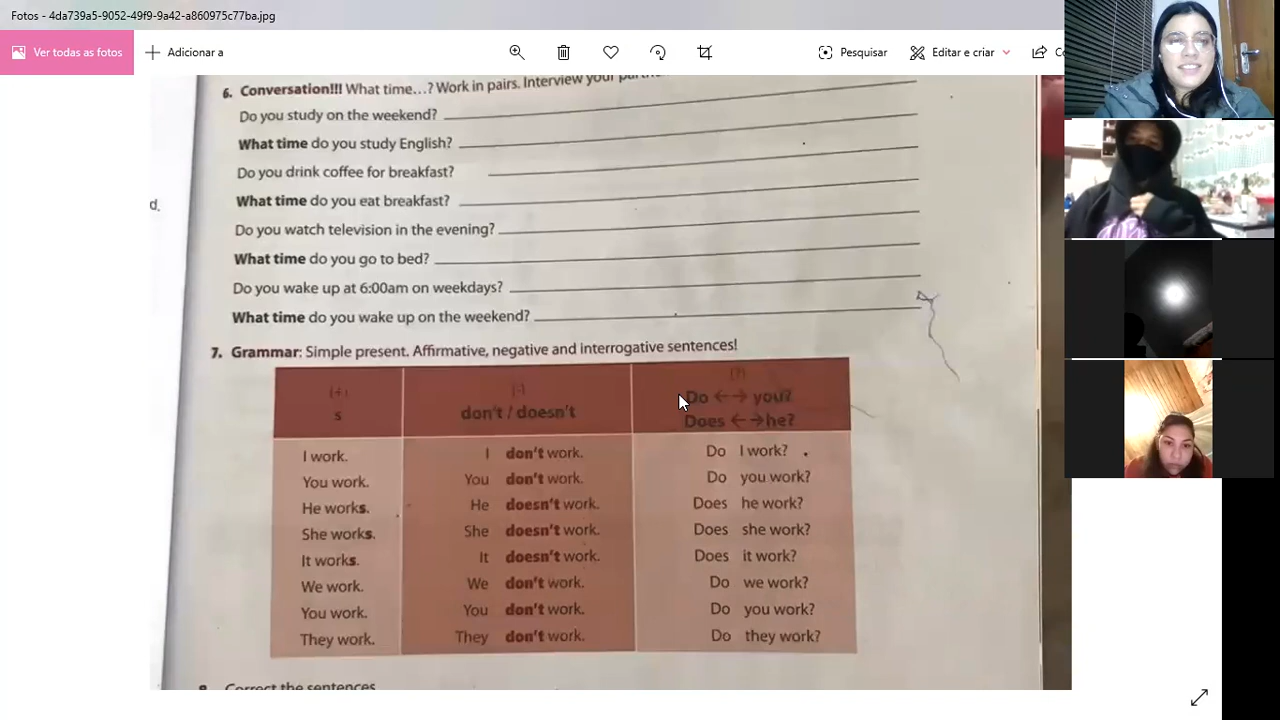 Fotos - 4da739a5-9052-49f9-9a42-a860975c77ba.jpg
Ver todas as fotos
Adicionar a
Pesquisar
Editar e criar
6. Conversation!!! What time...? Work in pairs. Interview your
Do you study on the weekend?
What time do you study English?
Do you drink coffee for breakfast?
d.
What time do you eat breakfast?
Do you watch television in the evening?
What time do you go to bed?
Do you wake up at 6:00am on weekdays?
What time do you wake up on the weekend?
7. Grammar: Simple present. Affirmative, negative and interrogative sentences!
(+) (-) (?)
s don't / doesn't Do ←→ you?
Does ←→he?
I work. I don't work. Do I work?
You work. You don't work. Do you work?
He works. He doesn't work. Does he work?
She works. She doesn't work. Does she work?
It works. It doesn't work. Does it work?
We work. We don't work. Do we work?
You work. You don't work. Do you work?
They work. They don't work. Do they work?
8. Correct the sentences